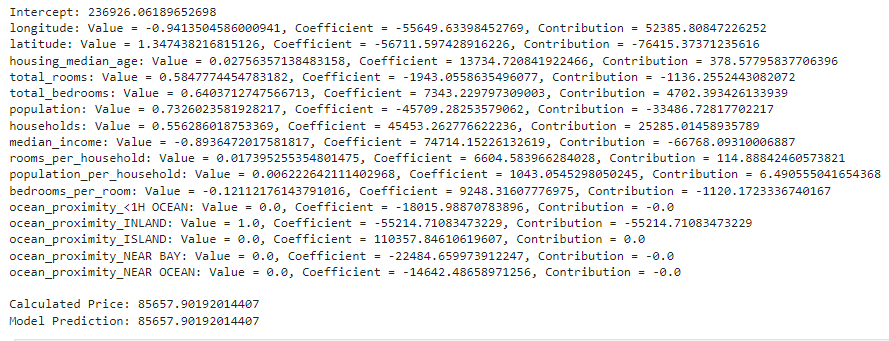 Intercept: 236926.06189652698
longitude: Value = -0.9413504586000941, Coefficient = -55649.63398452769, Contribution = 52385.80847226252
latitude: Value = 1.347438216815126, Coefficient = -56711.597428916226, Contribution = -76415.37371235616
housing_median_age: Value = 0.02756357138483158, Coefficient = 13734.720841922466, Contribution = 378.57795837706396
total_rooms: Value = 0.5847774454783182, Coefficient = -1943.0558635496077, Contribution = -1136.2552443082072
total_bedrooms: Value = 0.6403712747566713, Coefficient = 7343.229797309003, Contribution = 4702.393426133939
population: Value = 0.7326023581928217, Coefficient = -45709.28253579062, Contribution = -33486.72817702217
households: Value = 0.556286018753369, Coefficient = 45453.262776622236, Contribution = 25285.01458935789
median_income: Value = -0.8936472017581817, Coefficient = 74714.15226132619, Contribution = -66768.09310006887
rooms_per_household: Value = 0.017395255354801475, Coefficient = 6604.583966284028, Contribution = 114.88842460573821
population_per_household: Value = 0.006222642111402968, Coefficient = 1043.0545298050245, Contribution = 6.490555041654368
bedrooms_per_room: Value = -0.12112176143791016, Coefficient = 9248.31607776975, Contribution = -1120.1723336740167
ocean_proximity_<1H OCEAN: Value = 0.0, Coefficient = -18015.98870783896, Contribution = -0.0
ocean_proximity_INLAND: Value = 1.0, Coefficient = -55214.71083473229, Contribution = -55214.71083473229
ocean_proximity_ISLAND: Value = 0.0, Coefficient = 110357.84610619607, Contribution = 0.0
ocean_proximity_NEAR BAY: Value = 0.0, Coefficient = -22484.659973912247, Contribution = -0.0
ocean_proximity_NEAR OCEAN: Value = 0.0, Coefficient = -14642.48658971256, Contribution = -0.0
Calculated Price: 85657.90192014407
Model Prediction: 85657.90192014407